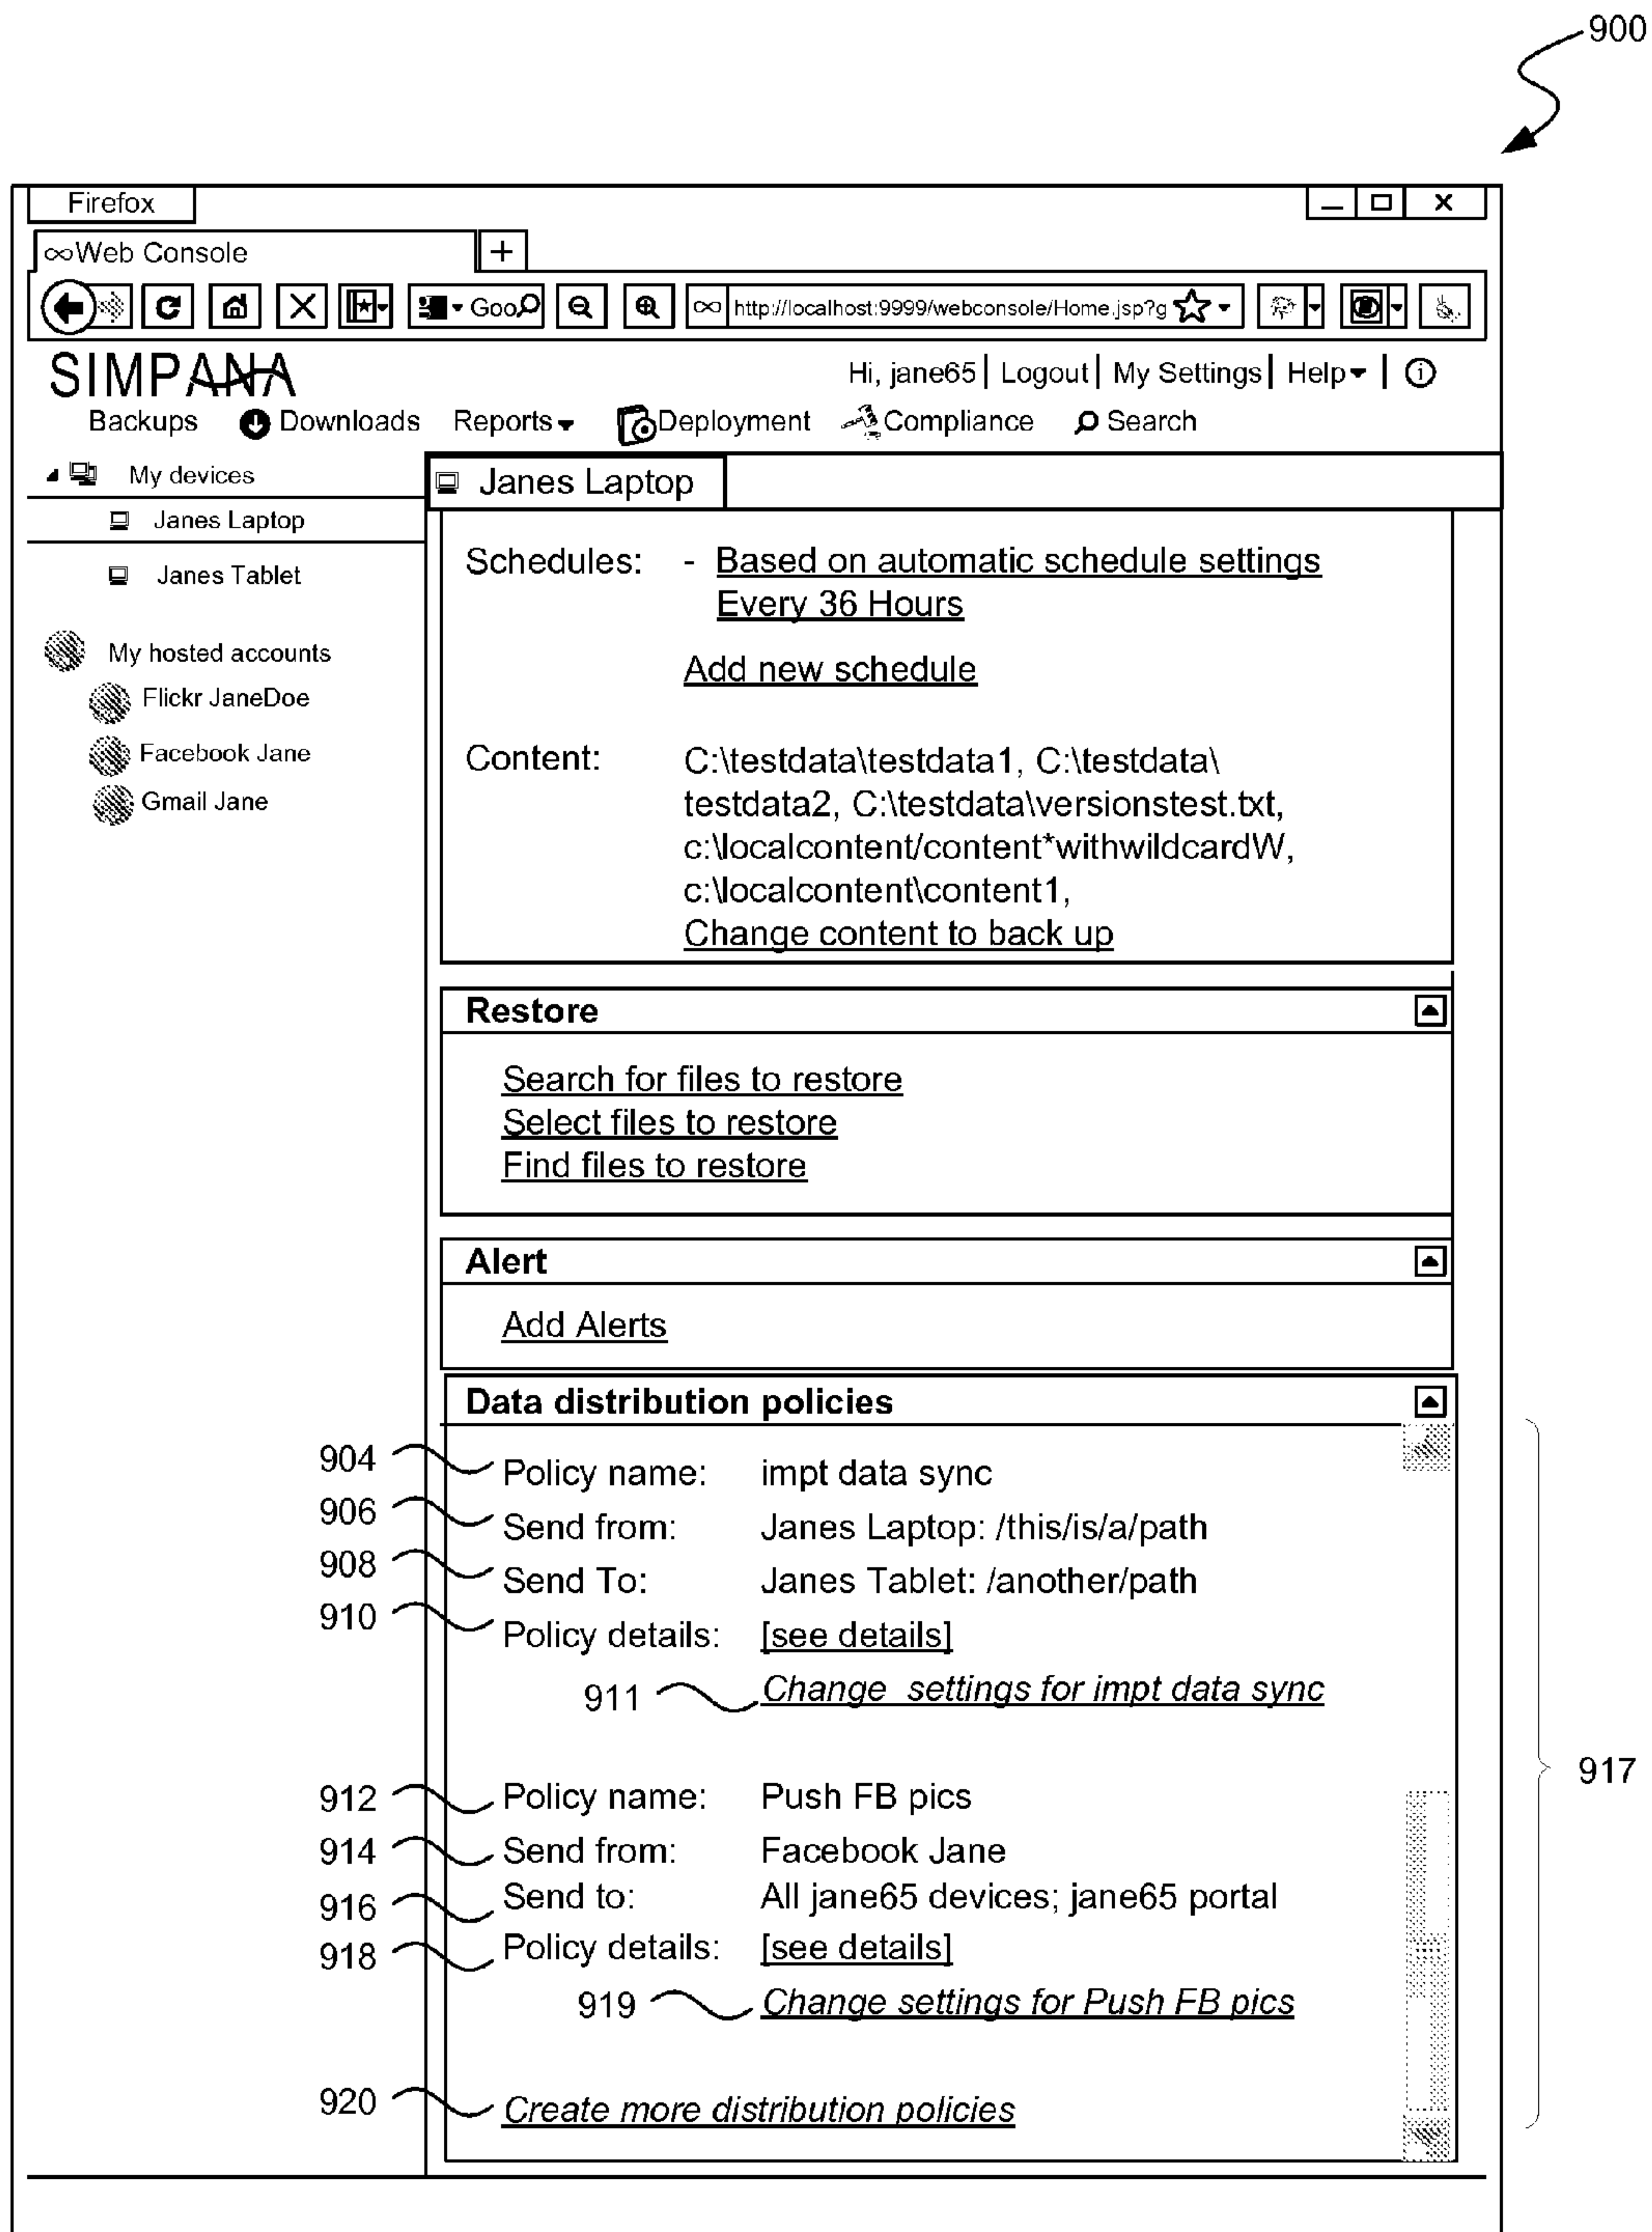 900
Firefox
∞Web Console
+
Goo
∞ http://localhost:9999/webconsole/Home.jsp?g
SIMPANA
Hi, jane65| Logout| My Settings| Help |
Backups Downloads Reports Deployment Compliance Search
My devices
Janes Laptop
Janes Tablet
My hosted accounts
Flickr JaneDoe
Facebook Jane
Gmail Jane
Janes Laptop
Schedules: - Based on automatic schedule settings
Every 36 Hours
Add new schedule
Content: C:\testdata\testdata1, C:\testdata\
testdata2, C:\testdata\versionstest.txt,
c:\localcontent/content*withwildcardW,
c:\localcontent\content1,
Change content to back up
Restore
Search for files to restore
Select files to restore
Find files to restore
Alert
Add Alerts
Data distribution policies
904 Policy name: impt data sync
906 Send from: Janes Laptop: /this/is/a/path
908 Send To: Janes Tablet: /another/path
910 Policy details: [see details]
911 Change settings for impt data sync
912 Policy name: Push FB pics
914 Send from: Facebook Jane
916 Send to: All jane65 devices; jane65 portal
918 Policy details: [see details]
919 Change settings for Push FB pics
920 Create more distribution policies
917